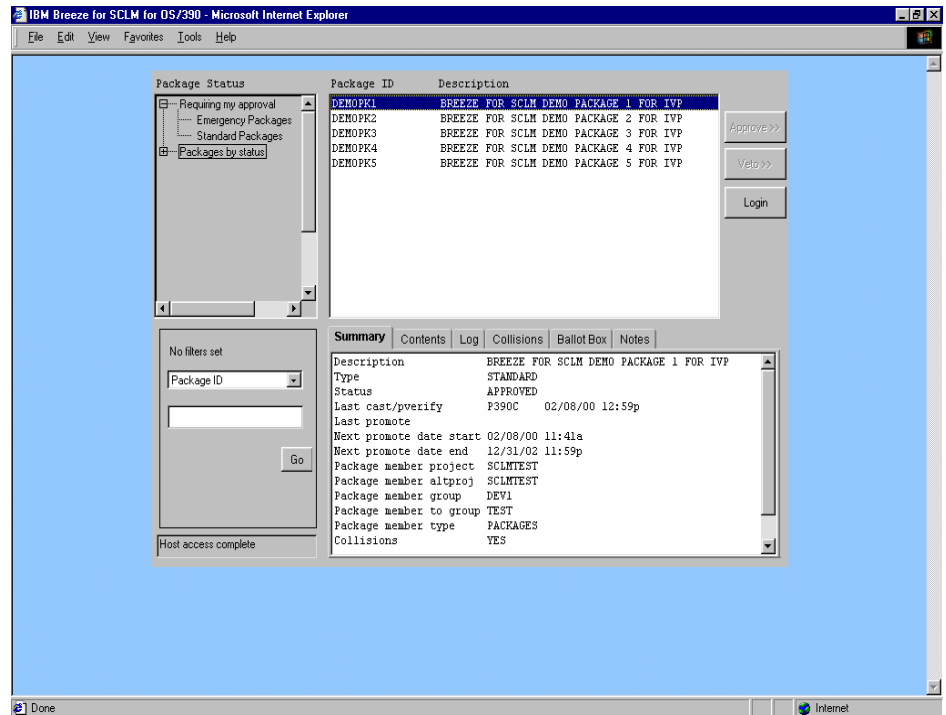 IBM Breeze for SCLM for OS/390 - Microsoft Internet Explorer
File Edit View Favorites Tools Help
Package Status
Requiring my approval
Emergency Packages
Standard Packages
Packages by status
Package ID Description
DEMOPK1 BREEZE FOR SCLM DEMO PACKAGE 1 FOR IVP
DEMOPK2 BREEZE FOR SCLM DEMO PACKAGE 2 FOR IVP
DEMOPK3 BREEZE FOR SCLM DEMO PACKAGE 3 FOR IVP
DEMOPK4 BREEZE FOR SCLM DEMO PACKAGE 4 FOR IVP
DEMOPK5 BREEZE FOR SCLM DEMO PACKAGE 5 FOR IVP
Approve >>
Veto >>
Login
No filters set
Package ID
Go
Host access complete
Summary Contents Log Collisions Ballot Box Notes
Description BREEZE FOR SCLM DEMO PACKAGE 1 FOR IVP
Type STANDARD
Status APPROVED
Last cast/pverify P390C 02/08/00 12:59p
Last promote
Next promote date start 02/08/00 11:41a
Next promote date end 12/31/02 11:59p
Package member project SCLMTEST
Package member altproj SCLMTEST
Package member group DEV1
Package member to group TEST
Package member type PACKAGES
Collisions YES
Done
Internet